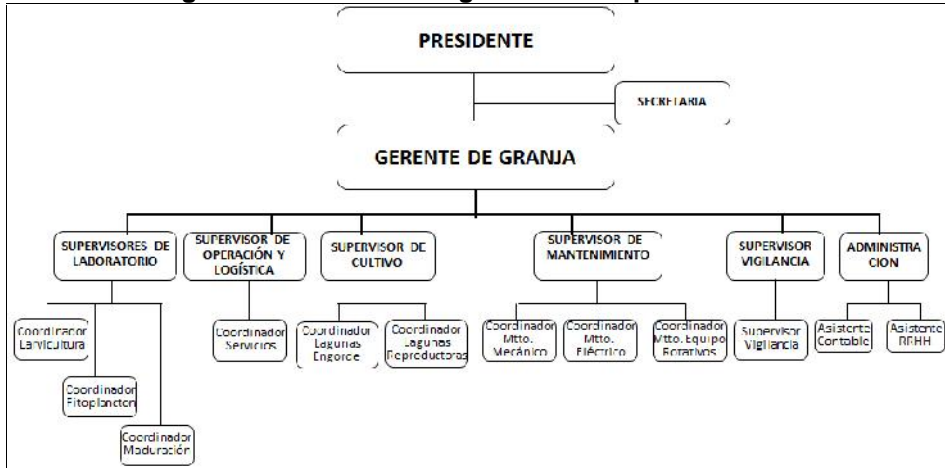 PRESIDENTE
SECRETARIA
GERENTE DE GRANJA
SUPERVISORES DE
LABORATORIO
SUPERVISOR DE
OPERACIÓN Y
LOGÍSTICA
SUPERVISOR DE
CULTIVO
SUPERVISOR DE
MANTENIMIENTO
SUPERVISOR
VIGILANCIA
ADMINISTRA
CION
Coordinador
Larvicultura
Coordinador
Fitoplancton
Coordinador
Maduración
Coordinador
Servicios
Coordinador
Lagunas
Engorde
Coordinador
Lagunas
Reproductoras
Coordinador
Mtto.
Mecánico
Coordinador
Mtto.
Eléctrico
Coordinador
Mtto. Equipo
Rotativos
Supervisor
Vigilancia
Asistente
Contable
Asistente
RRHH